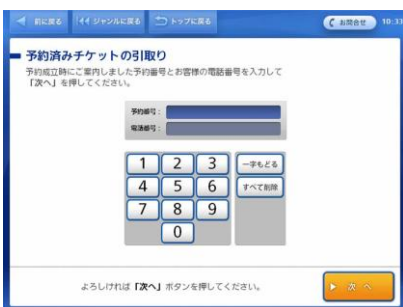 前に戻る
ジャンルに戻る
トップに戻る
お問合せ
10:33
予約済みチケットの引取り
予約成立時にご案内しました予約番号とお客様の電話番号を入力して
「次へ」を押してください。
予約番号：
電話番号：
1 2 3 一字もどる
4 5 6 すべて削除
7 8 9
0
よろしければ「次へ」ボタンを押してください。
次 へ